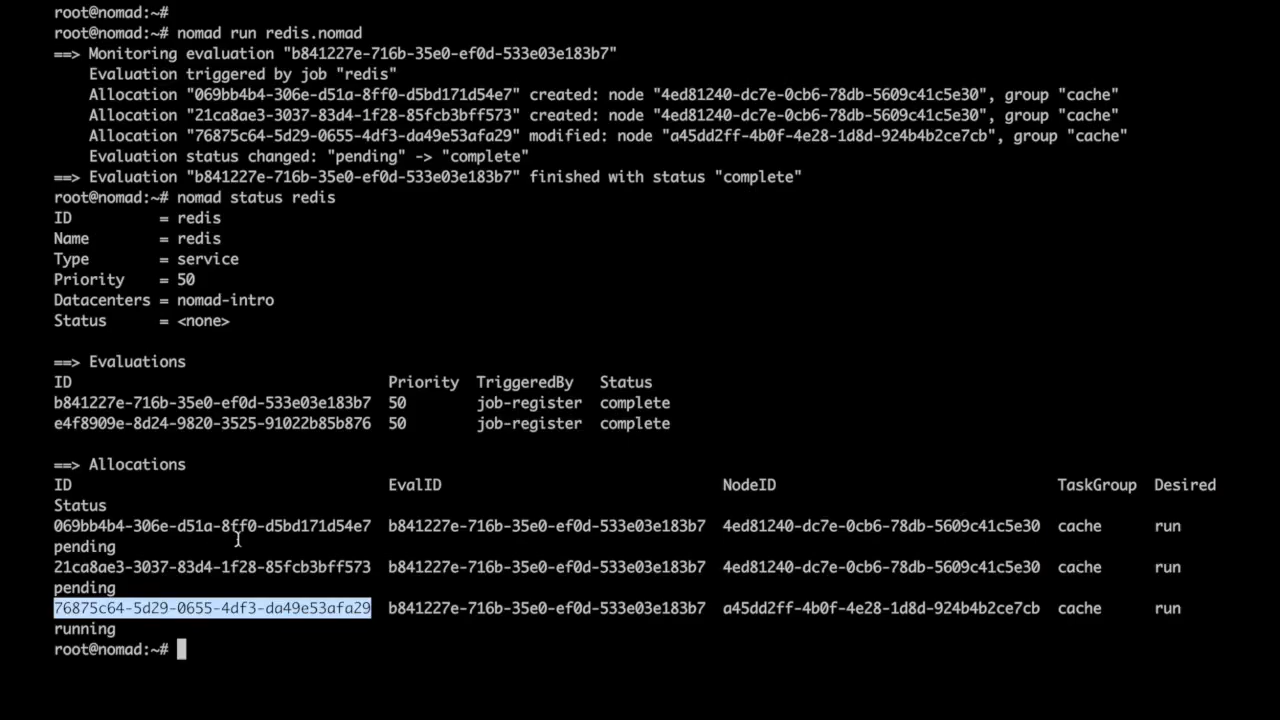 root@nomad:~#
root@nomad:~# nomad run redis.nomad
==> Monitoring evaluation "b841227e-716b-35e0-ef0d-533e03e183b7"
    Evaluation triggered by job "redis"
    Allocation "069bb4b4-306e-d51a-8ff0-d5bd171d54e7" created: node "4ed81240-dc7e-0cb6-78db-5609c41c5e30", group "cache"
    Allocation "21ca8ae3-3037-83d4-1f28-85fcb3bff573" created: node "4ed81240-dc7e-0cb6-78db-5609c41c5e30", group "cache"
    Allocation "76875c64-5d29-0655-4df3-da49e53afa29" modified: node "a45dd2ff-4b0f-4e28-1d8d-924b4b2ce7cb", group "cache"
    Evaluation status changed: "pending" -> "complete"
==> Evaluation "b841227e-716b-35e0-ef0d-533e03e183b7" finished with status "complete"
root@nomad:~# nomad status redis
ID          = redis
Name        = redis
Type        = service
Priority    = 50
Datacenters = nomad-intro
Status      = <none>
==> Evaluations
ID                                    Priority  TriggeredBy   Status
b841227e-716b-35e0-ef0d-533e03e183b7  50        job-register  complete
e4f8909e-8d24-9820-3525-91022b85b876  50        job-register  complete
==> Allocations
ID                                    EvalID                                NodeID                                TaskGroup  Desired
Status
069bb4b4-306e-d51a-8ff0-d5bd171d54e7  b841227e-716b-35e0-ef0d-533e03e183b7  4ed81240-dc7e-0cb6-78db-5609c41c5e30  cache      run
pending
21ca8ae3-3037-83d4-1f28-85fcb3bff573  b841227e-716b-35e0-ef0d-533e03e183b7  4ed81240-dc7e-0cb6-78db-5609c41c5e30  cache      run
pending
76875c64-5d29-0655-4df3-da49e53afa29  b841227e-716b-35e0-ef0d-533e03e183b7  a45dd2ff-4b0f-4e28-1d8d-924b4b2ce7cb  cache      run
running
root@nomad:~#